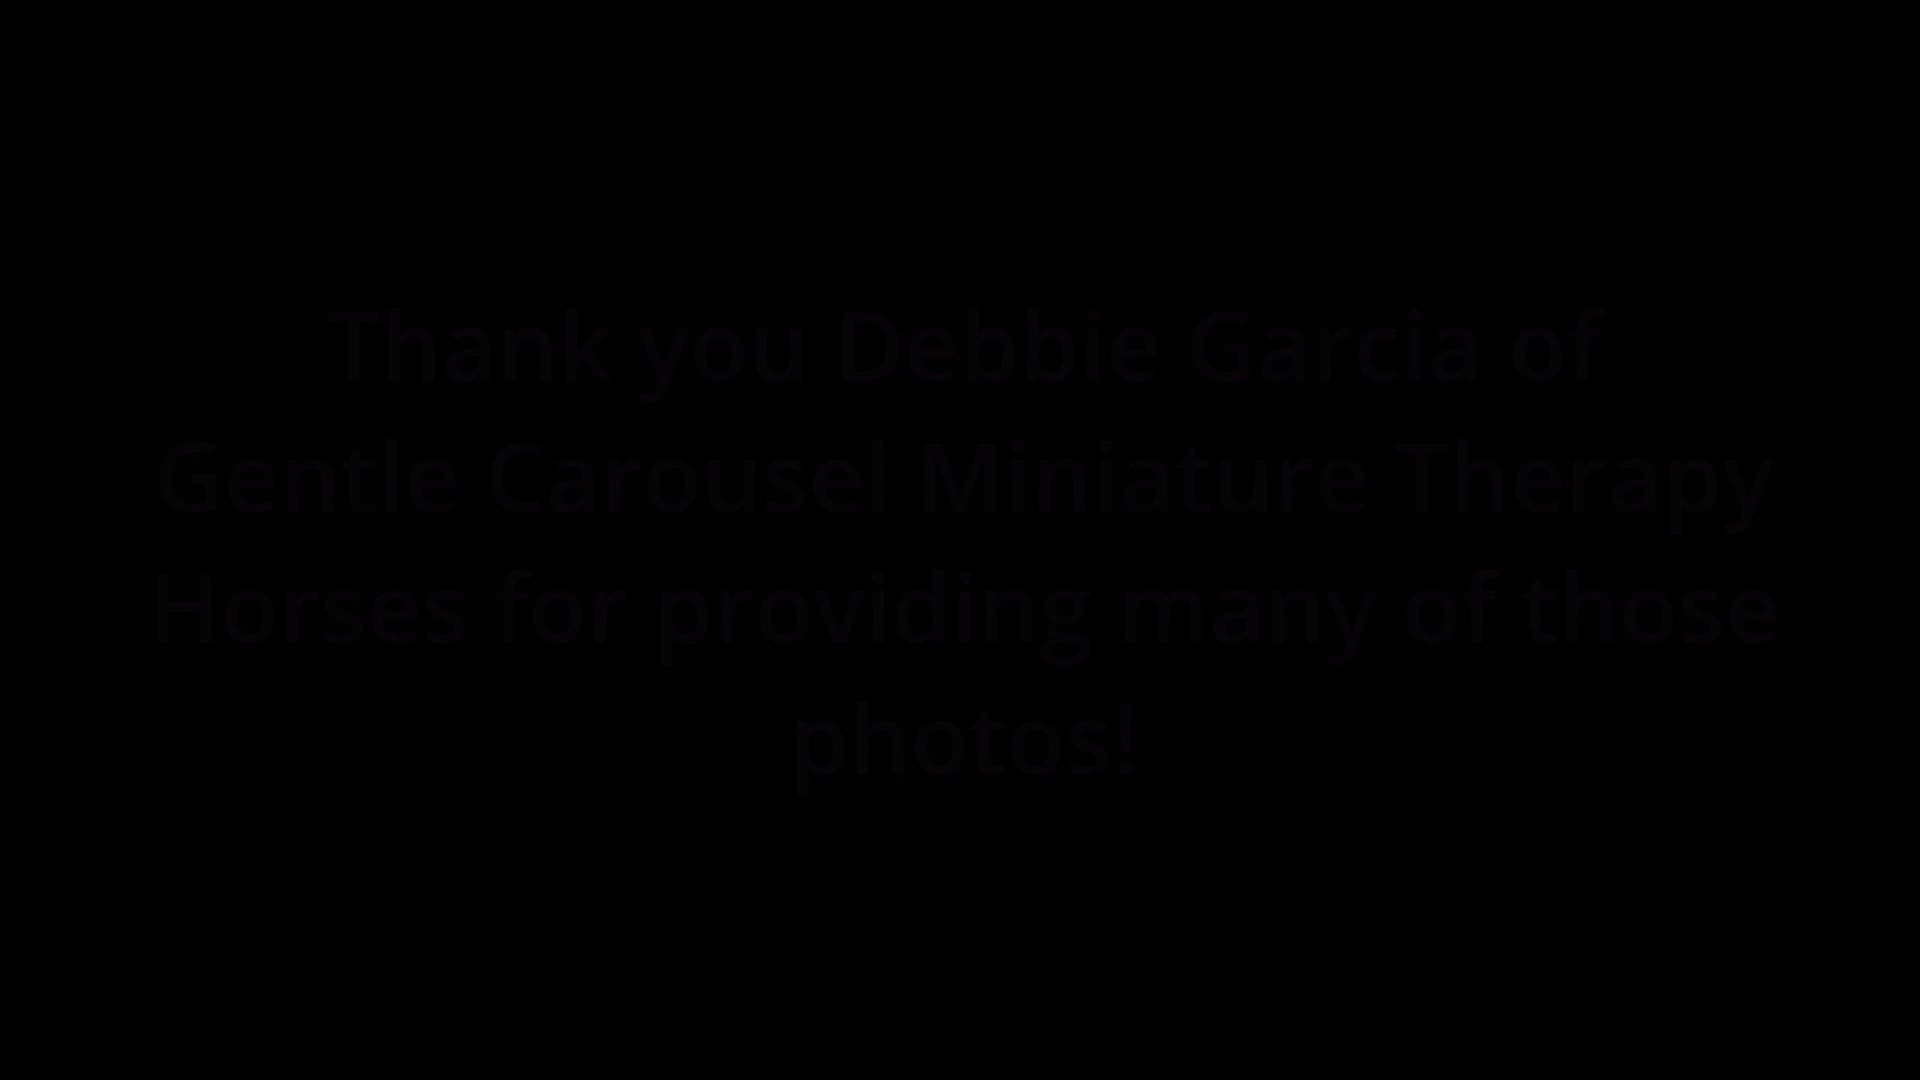 Thank you Debbie Garcia of
Gentle Carousel Miniature Therapy
Horses for providing many of those
photos!